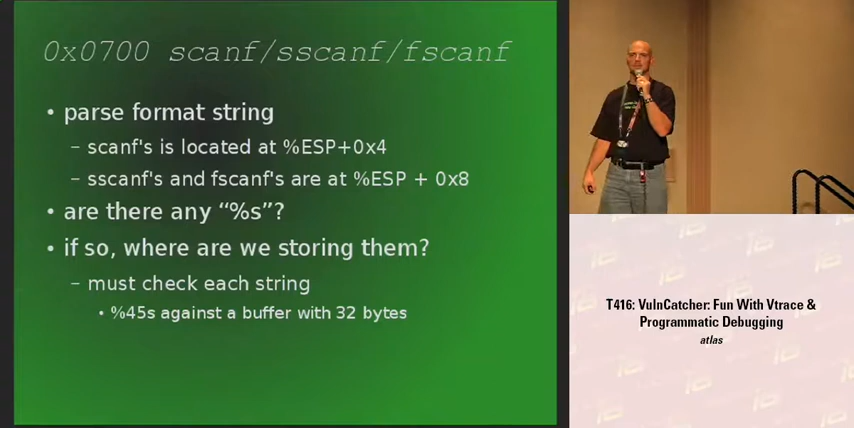 0x0700 scanf/sscanf/fscanf
• parse format string
– scanf's is located at %ESP+0x4
– sscanf's and fscanf's are at %ESP + 0x8
• are there any “%s”?
• if so, where are we storing them?
– must check each string
• %45s against a buffer with 32 bytes
T416: VulnCatcher: Fun With Vtrace &
Programmatic Debugging
atlas